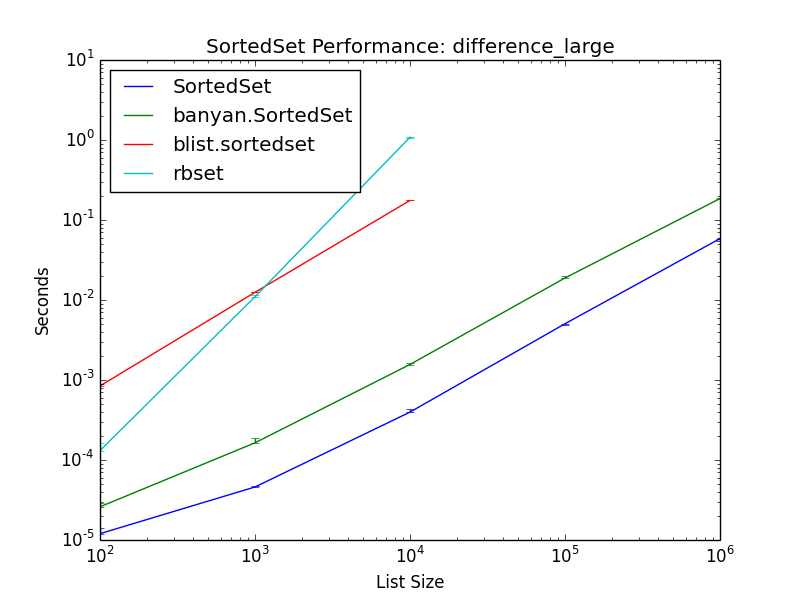 SortedSet Performance: difference_large
10^1
SortedSet
banyan.SortedSet
blist.sortedset
rbset
10^0
10^-1
10^-2
10^-3
10^-4
10^-5
Seconds
10^2 10^3 10^4 10^5 10^6
List Size